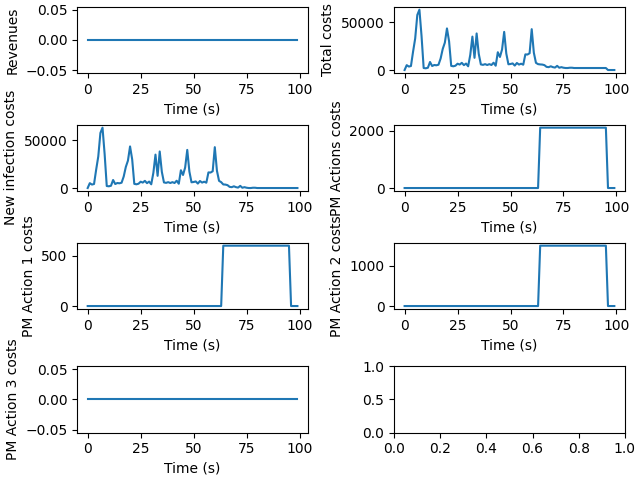 Revenues
0.05
0.00
−0.05
0 25 50 75 100
Time (s)
Total costs
50000
0
0 25 50 75 100
Time (s)
New infection costs
50000
0
0 25 50 75 100
Time (s)
PM Actions costs
2000
0
0 25 50 75 100
Time (s)
PM Action 1 costs
500
0
0 25 50 75 100
Time (s)
PM Action 2 costs
1000
0
0 25 50 75 100
Time (s)
PM Action 3 costs
0.05
0.00
−0.05
0 25 50 75 100
Time (s)
1.0
0.5
0.0
0.0 0.2 0.4 0.6 0.8 1.0